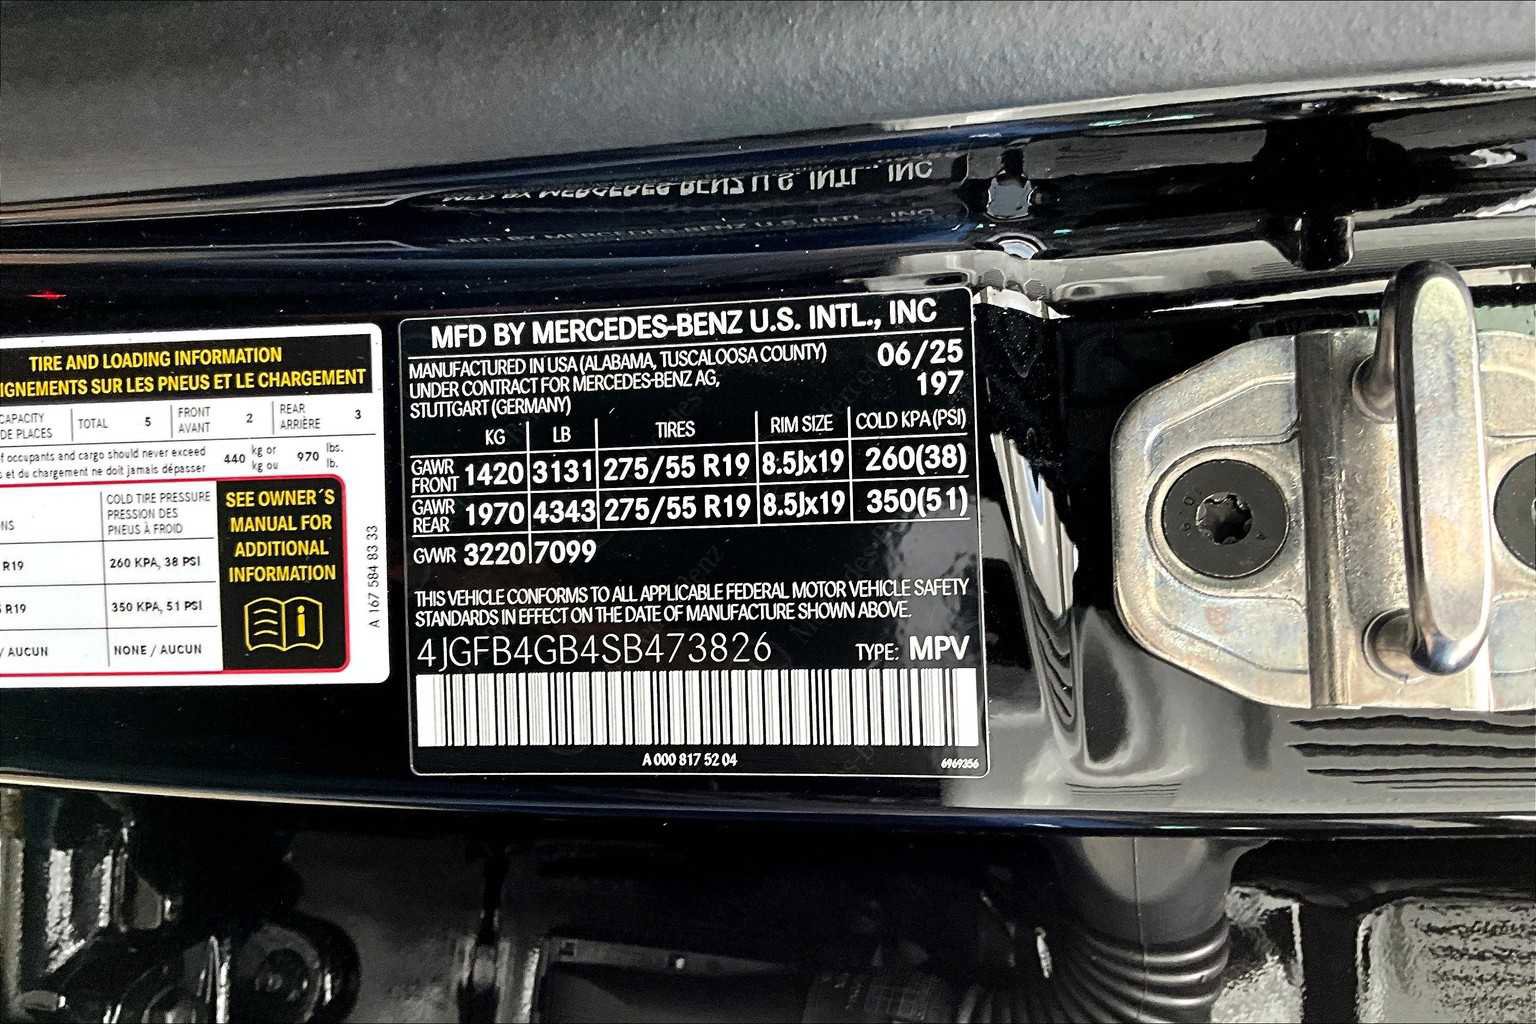 MFD BY MERCEDES-BENZ U.S. INTL., INC
MANUFACTURED IN USA (ALABAMA, TUSCALOOSA COUNTY)
UNDER CONTRACT FOR MERCEDES-BENZ AG,
STUTTGART (GERMANY)
06/25
197
KG LB TIRES RIM SIZE COLD KPA(PSI)
GAWR FRONT 1420 3131 275/55 R19 8.5Jx19 260(38)
GAWR REAR 1970 4343 275/55 R19 8.5Jx19 350(51)
GVWR 3220 7099
THIS VEHICLE CONFORMS TO ALL APPLICABLE FEDERAL MOTOR VEHICLE SAFETY
STANDARDS IN EFFECT ON THE DATE OF MANUFACTURE SHOWN ABOVE.
4JGFB4GB4SB473826 TYPE: MPV
A 000 817 52 04 6969356
TIRE AND LOADING INFORMATION
IGNEMENTS SUR LES PNEUS ET LE CHARGEMENT
CAPACITY
DE PLACES
TOTAL 5
FRONT
AVANT
2
REAR
ARRIÈRE
3
f occupants and cargo should never exceed
s et du chargement ne doit jamais dépasser
440 kg or
kg ou
970 lbs.
lb.
COLD TIRE PRESSURE
PRESSION DES
PNEUS À FROID
NS
R19 260 KPA, 38 PSI
R19 350 KPA, 51 PSI
/ AUCUN NONE / AUCUN
SEE OWNER´S
MANUAL FOR
ADDITIONAL
INFORMATION
i
A 167 584 83 33